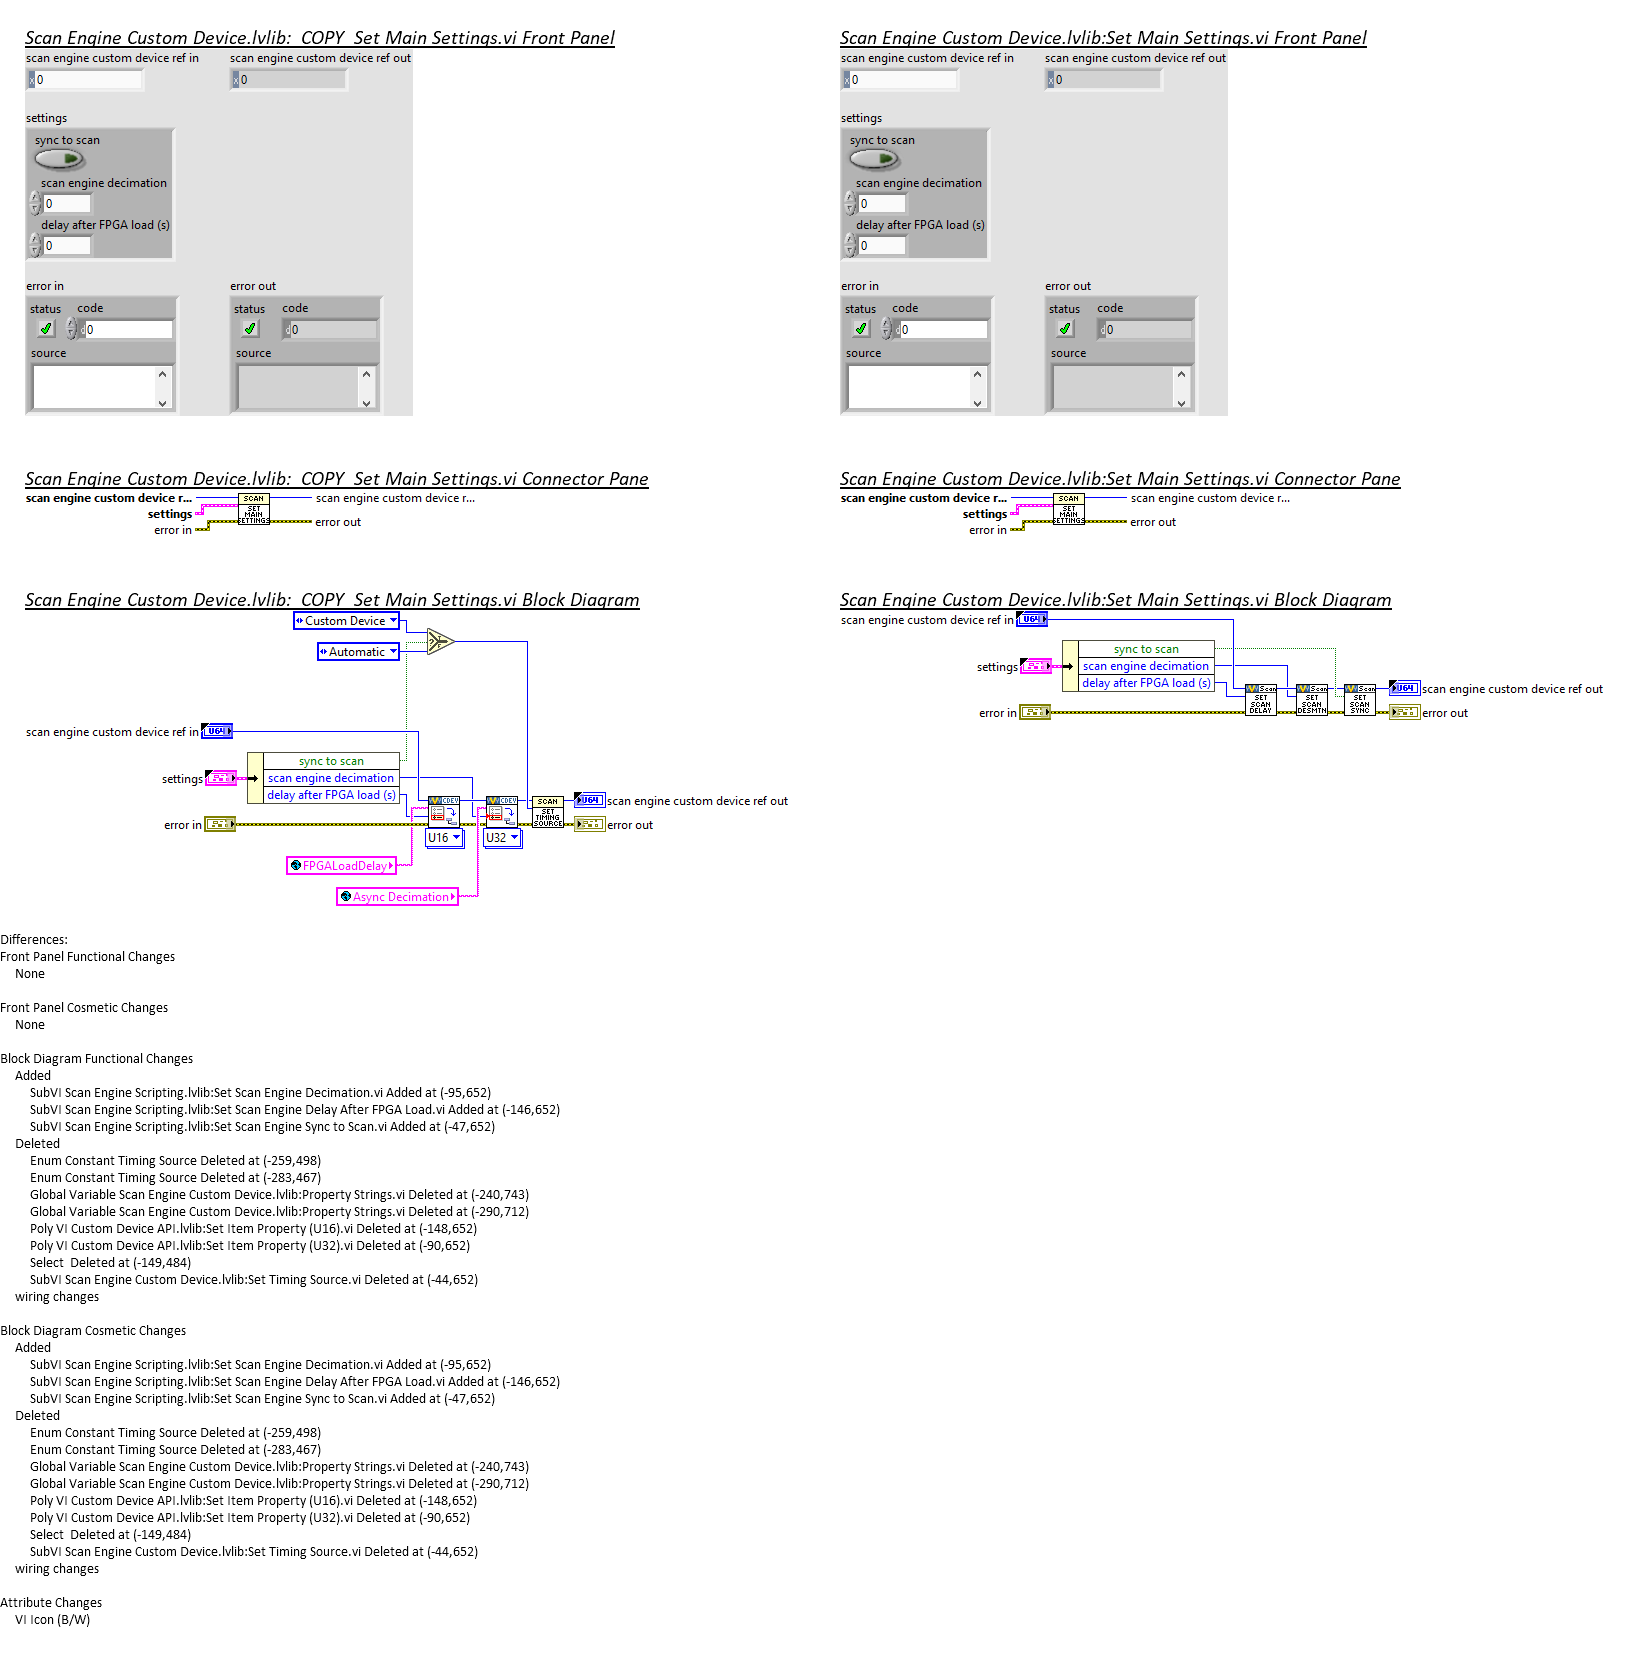 Scan Engine Custom Device.lvlib:_COPY_Set Main Settings.vi Front Panel
scan engine custom device ref in
scan engine custom device ref out
x 0
x 0
settings
sync to scan
scan engine decimation
0
delay after FPGA load (s)
0
error in
error out
status
code
status
code
d 0
d 0
source
source
Scan Engine Custom Device.lvlib:Set Main Settings.vi Front Panel
scan engine custom device ref in
scan engine custom device ref out
x 0
x 0
settings
sync to scan
scan engine decimation
0
delay after FPGA load (s)
0
error in
error out
status
code
status
code
d 0
d 0
source
source
Scan Engine Custom Device.lvlib:_COPY_Set Main Settings.vi Connector Pane
scan engine custom device r...
settings
error in
SCAN
SET
MAIN
SETTINGS
scan engine custom device r...
error out
Scan Engine Custom Device.lvlib:Set Main Settings.vi Connector Pane
scan engine custom device r...
settings
error in
SCAN
SET
MAIN
SETTINGS
scan engine custom device r...
error out
Scan Engine Custom Device.lvlib:_COPY_Set Main Settings.vi Block Diagram
Custom Device
Automatic
scan engine custom device ref in
U64
settings
sync to scan
scan engine decimation
delay after FPGA load (s)
error in
CDEV
U16
CDEV
U32
SCAN
SET
TIMING
SOURCE
U64
scan engine custom device ref out
error out
FPGALoadDelay
Async Decimation
Scan Engine Custom Device.lvlib:Set Main Settings.vi Block Diagram
scan engine custom device ref in
U64
settings
sync to scan
scan engine decimation
delay after FPGA load (s)
error in
Scan
SET
SCAN
DELAY
Scan
SET
SCAN
DESMTN
Scan
SET
SCAN
SYNC
U64
scan engine custom device ref out
error out
Differences:
Front Panel Functional Changes
None
Front Panel Cosmetic Changes
None
Block Diagram Functional Changes
Added
SubVI Scan Engine Scripting.lvlib:Set Scan Engine Decimation.vi Added at (-95,652)
SubVI Scan Engine Scripting.lvlib:Set Scan Engine Delay After FPGA Load.vi Added at (-146,652)
SubVI Scan Engine Scripting.lvlib:Set Scan Engine Sync to Scan.vi Added at (-47,652)
Deleted
Enum Constant Timing Source Deleted at (-259,498)
Enum Constant Timing Source Deleted at (-283,467)
Global Variable Scan Engine Custom Device.lvlib:Property Strings.vi Deleted at (-240,743)
Global Variable Scan Engine Custom Device.lvlib:Property Strings.vi Deleted at (-290,712)
Poly VI Custom Device API.lvlib:Set Item Property (U16).vi Deleted at (-148,652)
Poly VI Custom Device API.lvlib:Set Item Property (U32).vi Deleted at (-90,652)
Select  Deleted at (-149,484)
SubVI Scan Engine Custom Device.lvlib:Set Timing Source.vi Deleted at (-44,652)
wiring changes
Block Diagram Cosmetic Changes
Added
SubVI Scan Engine Scripting.lvlib:Set Scan Engine Decimation.vi Added at (-95,652)
SubVI Scan Engine Scripting.lvlib:Set Scan Engine Delay After FPGA Load.vi Added at (-146,652)
SubVI Scan Engine Scripting.lvlib:Set Scan Engine Sync to Scan.vi Added at (-47,652)
Deleted
Enum Constant Timing Source Deleted at (-259,498)
Enum Constant Timing Source Deleted at (-283,467)
Global Variable Scan Engine Custom Device.lvlib:Property Strings.vi Deleted at (-240,743)
Global Variable Scan Engine Custom Device.lvlib:Property Strings.vi Deleted at (-290,712)
Poly VI Custom Device API.lvlib:Set Item Property (U16).vi Deleted at (-148,652)
Poly VI Custom Device API.lvlib:Set Item Property (U32).vi Deleted at (-90,652)
Select  Deleted at (-149,484)
SubVI Scan Engine Custom Device.lvlib:Set Timing Source.vi Deleted at (-44,652)
wiring changes
Attribute Changes
VI Icon (B/W)